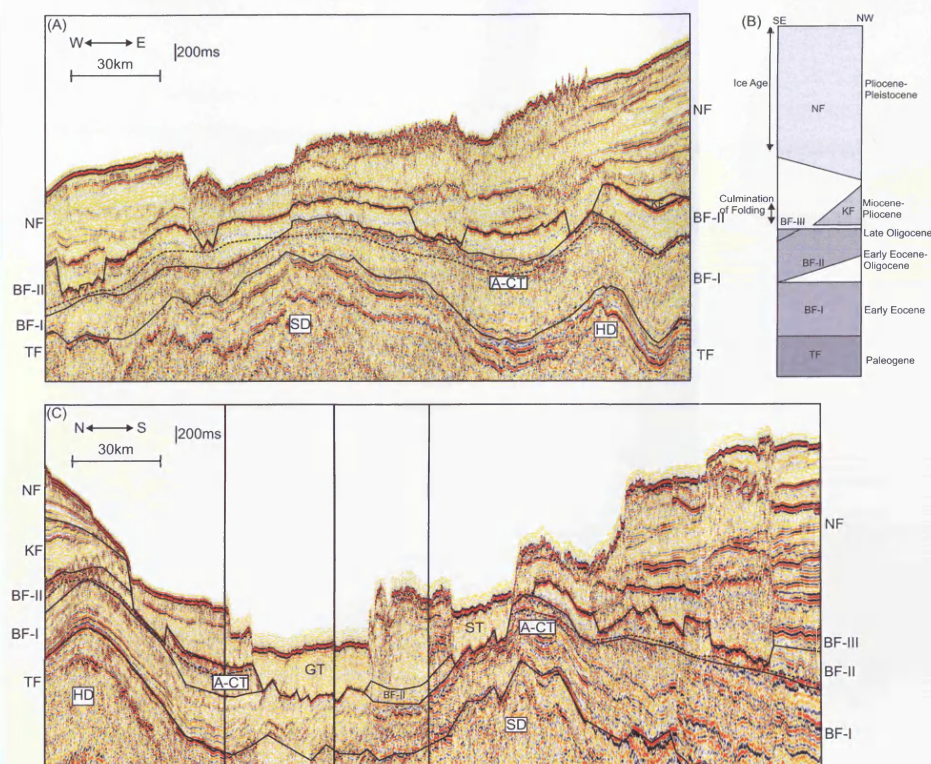 (A)
W E
200ms
30km
NF
NF
BF-II
BF-II
BF-I
BF-I
TF
TF
A-CT
SD
HD
(B)
SE NW
Ice Age
NF
Pliocene-
Pleistocene
Culmination
of Folding
BF-III
KF
Miocene-
Pliocene
Late Oligocene
BF-II
Early Eocene-
Oligocene
BF-I
Early Eocene
TF
Paleogene
(C)
N S
200ms
30km
NF
KF
BF-II
BF-I
TF
HD
A-CT
GT
BF-II
ST
A-CT
SD
NF
BF-III
BF-II
BF-I